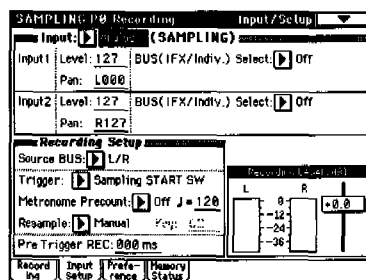 SAMPLING P0 Recording Input/Setup
Input: (SAMPLING)
Input1 Level: 127 BUS(IFX/Indiv.) Select: Off
Pan: L000
Input2 Level: 127 BUS(IFX/Indiv.) Select: Off
Pan: R127
Recording Setup
Source BUS: L/R
Trigger: Sampling START SW
Metronome Precount: Off ♩=120
Resample: Manual Key:
Pre Trigger REC: 000 ms
Recording Level
L R
0
-12
-24
-36
+0.0
Recording
Input Setup
Preference
Memory Status